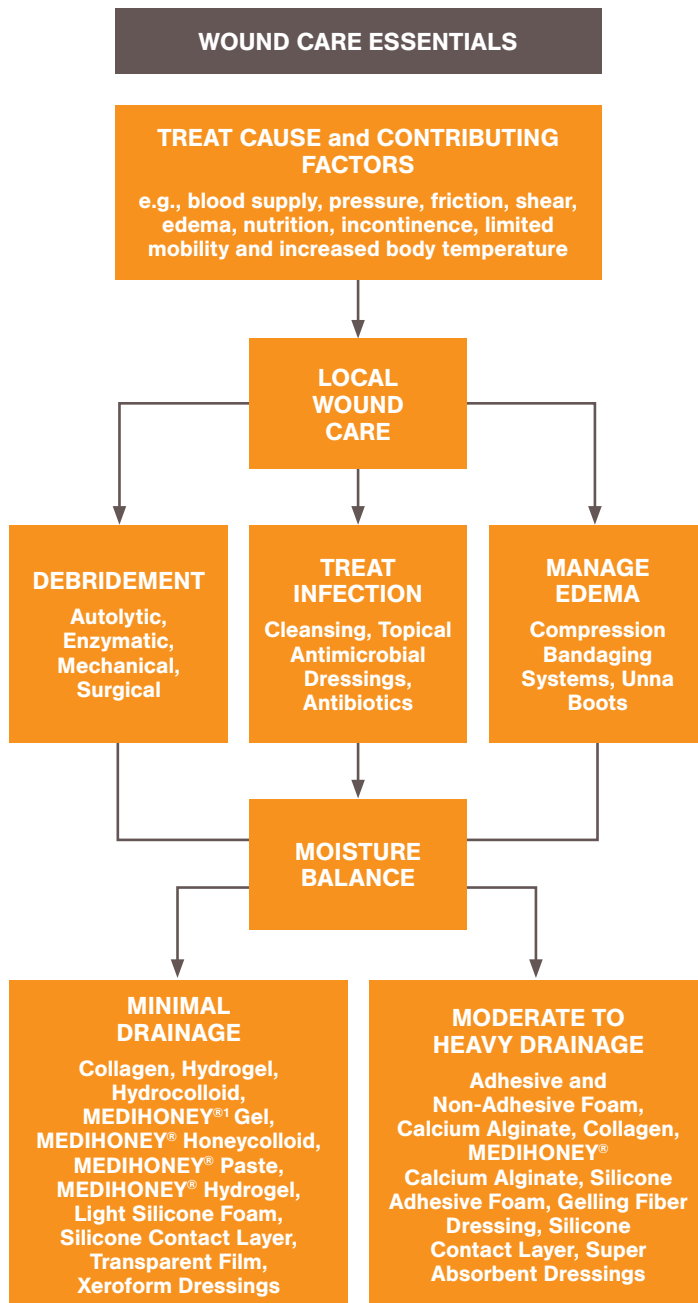 WOUND CARE ESSENTIALS
TREAT CAUSE and CONTRIBUTING
FACTORS
e.g., blood supply, pressure, friction, shear,
edema, nutrition, incontinence, limited
mobility and increased body temperature
LOCAL
WOUND
CARE
DEBRIDEMENT
Autolytic,
Enzymatic,
Mechanical,
Surgical
TREAT
INFECTION
Cleansing, Topical
Antimicrobial
Dressings,
Antibiotics
MANAGE
EDEMA
Compression
Bandaging
Systems, Unna
Boots
MOISTURE
BALANCE
MINIMAL
DRAINAGE
Collagen, Hydrogel,
Hydrocolloid,
MEDIHONEY®¹ Gel,
MEDIHONEY® Honeycolloid,
MEDIHONEY® Paste,
MEDIHONEY® Hydrogel,
Light Silicone Foam,
Silicone Contact Layer,
Transparent Film,
Xeroform Dressings
MODERATE TO
HEAVY DRAINAGE
Adhesive and
Non-Adhesive Foam,
Calcium Alginate, Collagen,
MEDIHONEY®
Calcium Alginate, Silicone
Adhesive Foam, Gelling Fiber
Dressing, Silicone
Contact Layer, Super
Absorbent Dressings